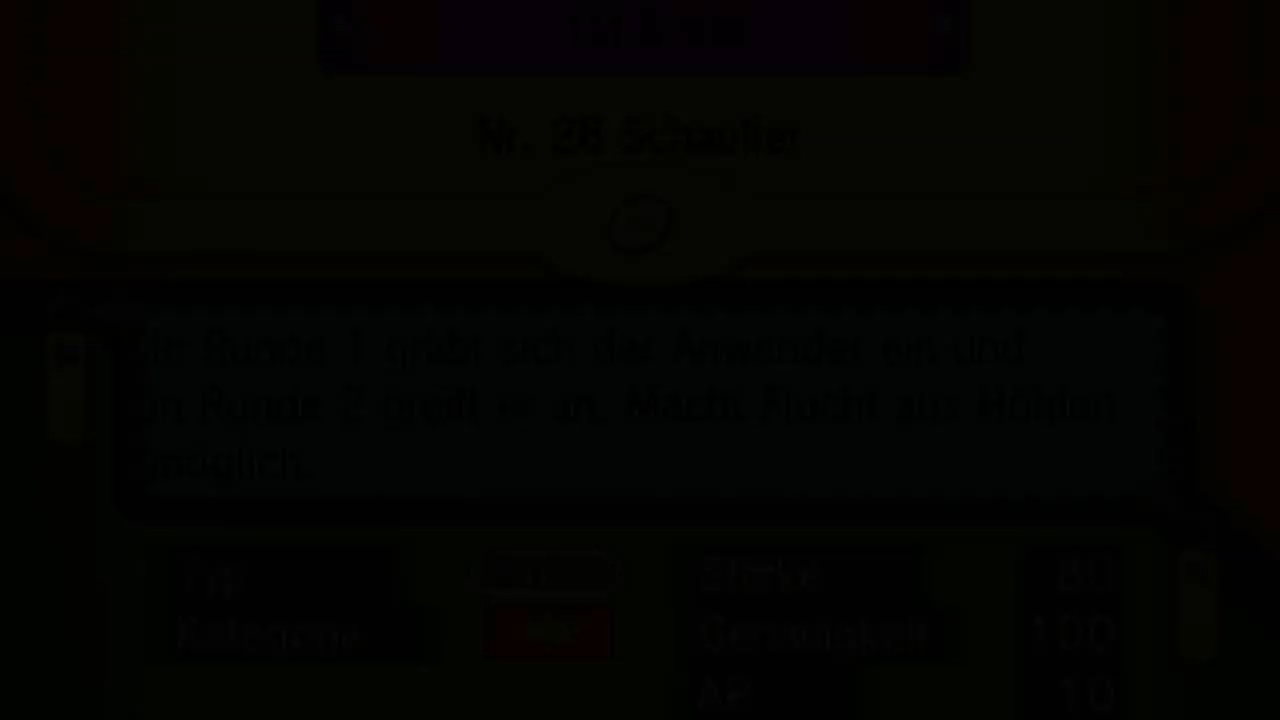 Nr. 28 Schaufler
In Runde 1 gräbt sich der Anwender ein und
in Runde 2 greift er an. Macht Flucht aus Höhlen
möglich.
Typ
Stärke 80
Kategorie
Genauigkeit 100
AP 10